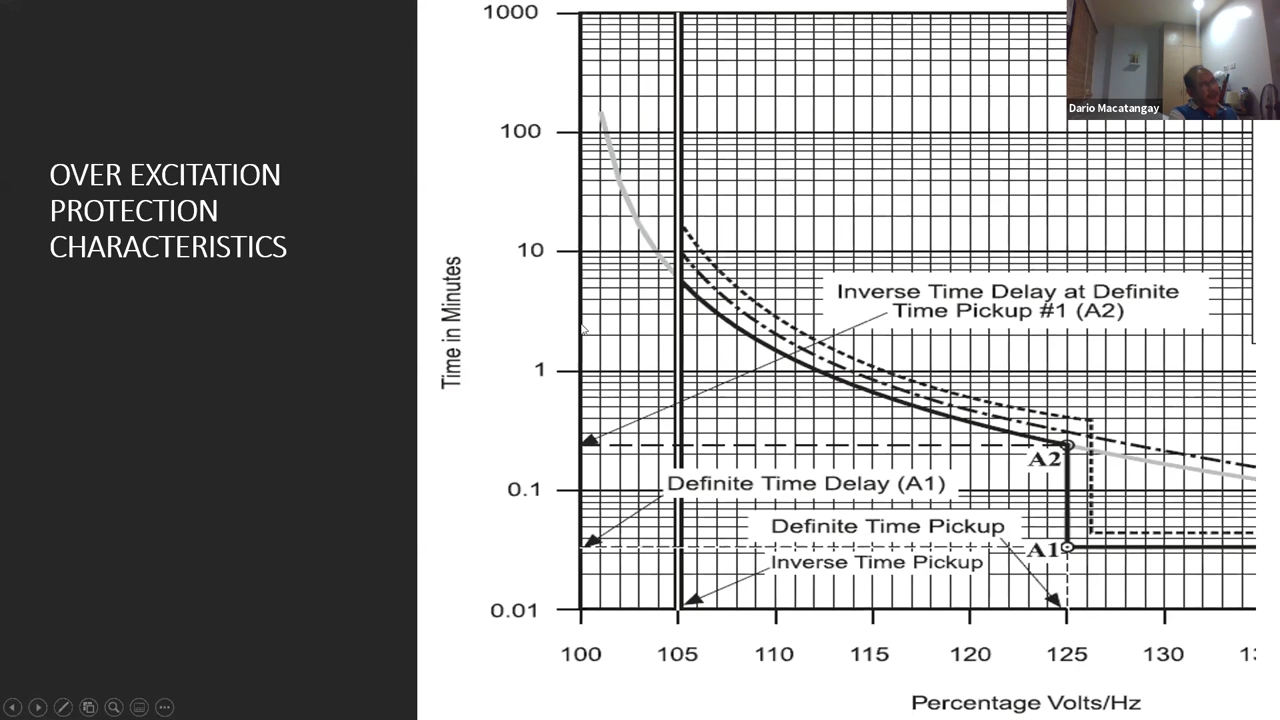 OVER EXCITATION
PROTECTION
CHARACTERISTICS
Dario Macatangay
Time in Minutes
1000
100
10
1
0.1
0.01
Inverse Time Delay at Definite
Time Pickup #1 (A2)
A2
Definite Time Delay (A1)
Definite Time Pickup
A1
Inverse Time Pickup
100 105 110 115 120 125 130
Percentage Volts/Hz